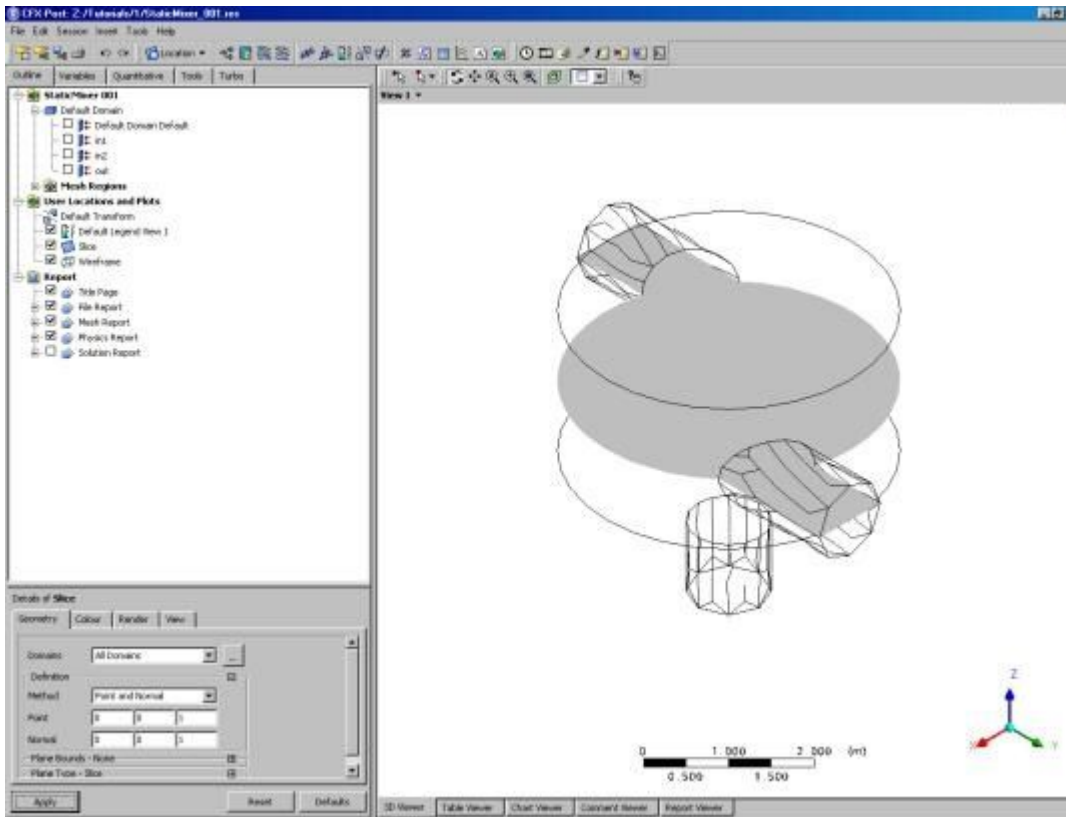 CFX-Post: Z:/Tutorials/1/StaticMixer_001.res
File Edit Session Insert Tools Help
Location
Outline Variables Quantitative Tools Turbo
StaticMixer 001
Default Domain
Default Domain Default
in1
in2
out
Mesh Regions
User Locations and Plots
Default Transform
Default Legend View 1
Slice
Wireframe
Report
Title Page
File Report
Mesh Report
Physics Report
Solution Report
Details of Slice
Geometry Colour Render View
Domains All Domains ...
Definition
Method Point and Normal
Point
Normal
Plane Bounds - None
Plane Type - Slice
Apply Reset Defaults
View 1
Z
X Y
0 1.000 2.000 (m)
0.500 1.500
3D Viewer Table Viewer Chart Viewer Comment Viewer Report Viewer